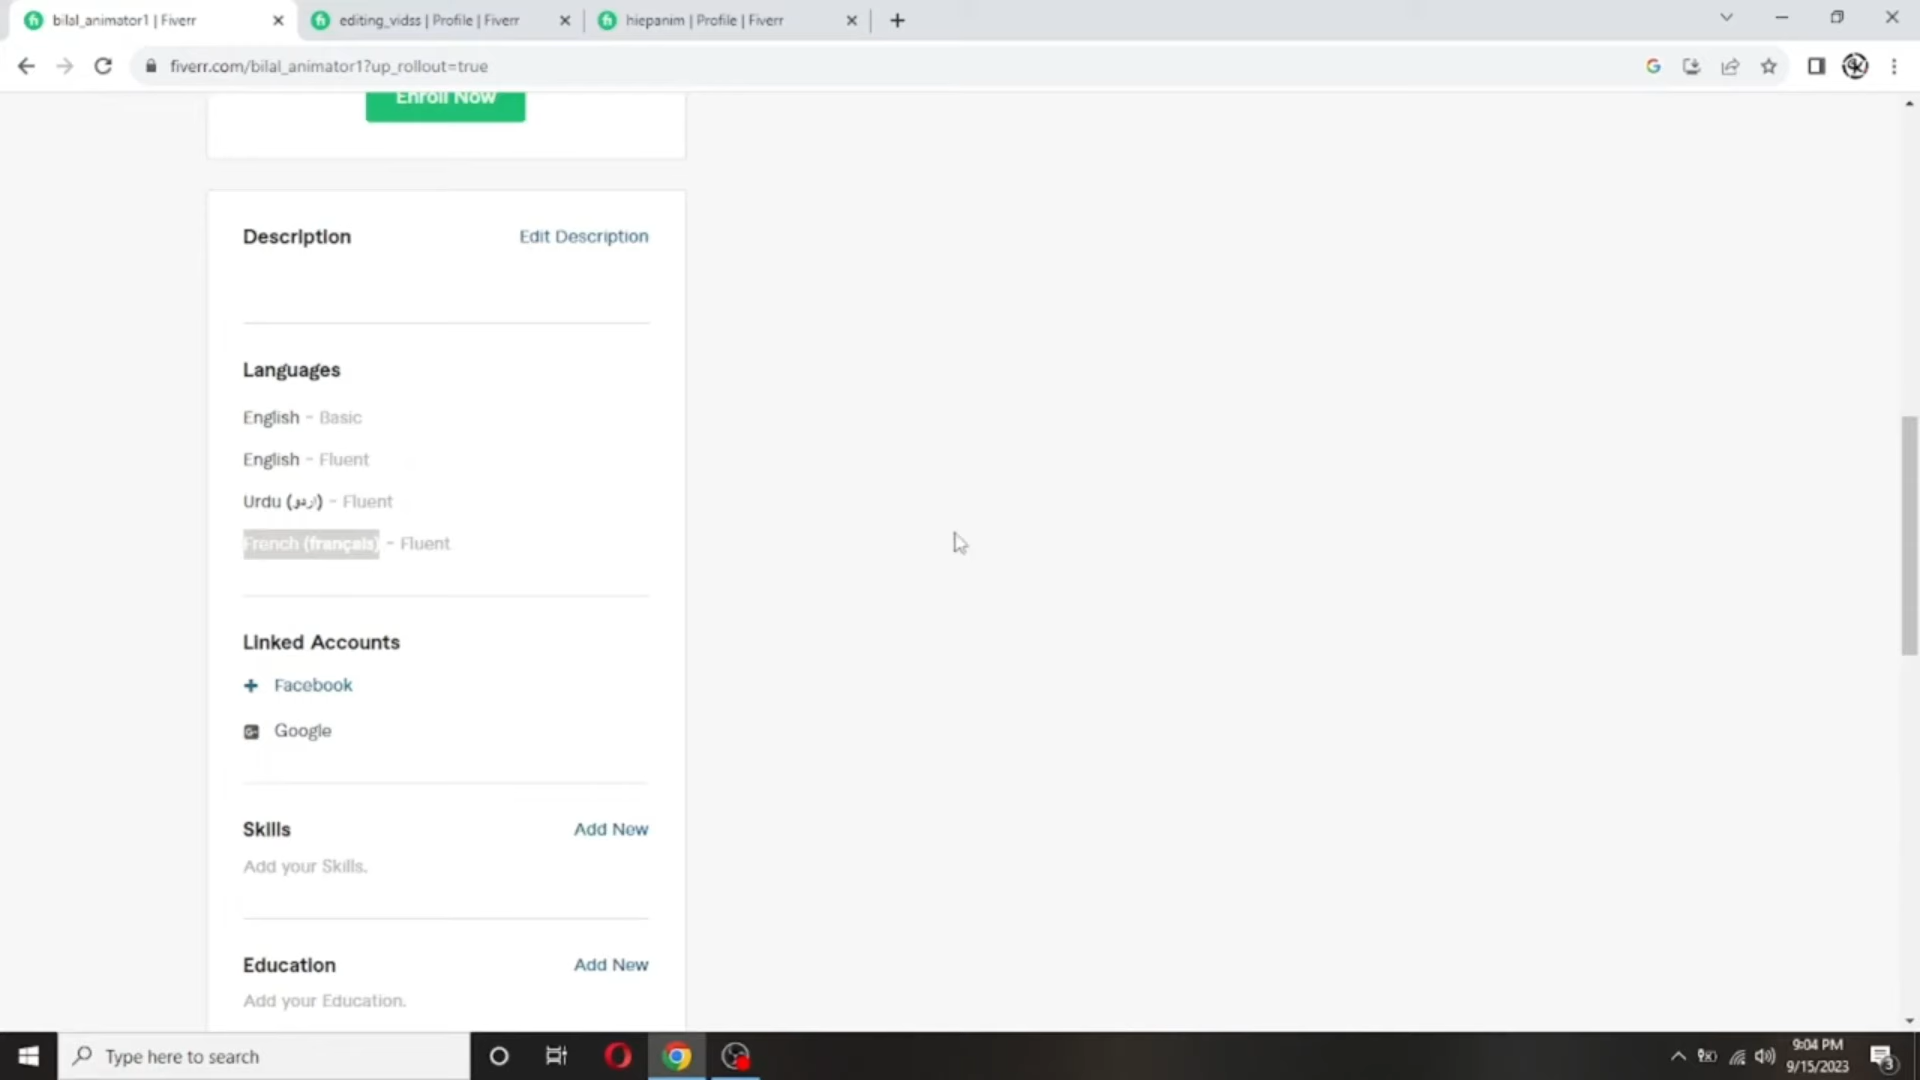 bilal_animator1 | Fiverr
editing_vidss | Profile | Fiverr
hiepanim | Profile | Fiverr
fiverr.com/bilal_animator1?up_rollout=true
Enroll Now
Description
Edit Description
Languages
English - Basic
English - Fluent
Urdu (اردو) - Fluent
French (français) - Fluent
Linked Accounts
Facebook
Google
Skills
Add New
Add your Skills.
Education
Add New
Add your Education.
Type here to search
9:04 PM
9/15/2023
3